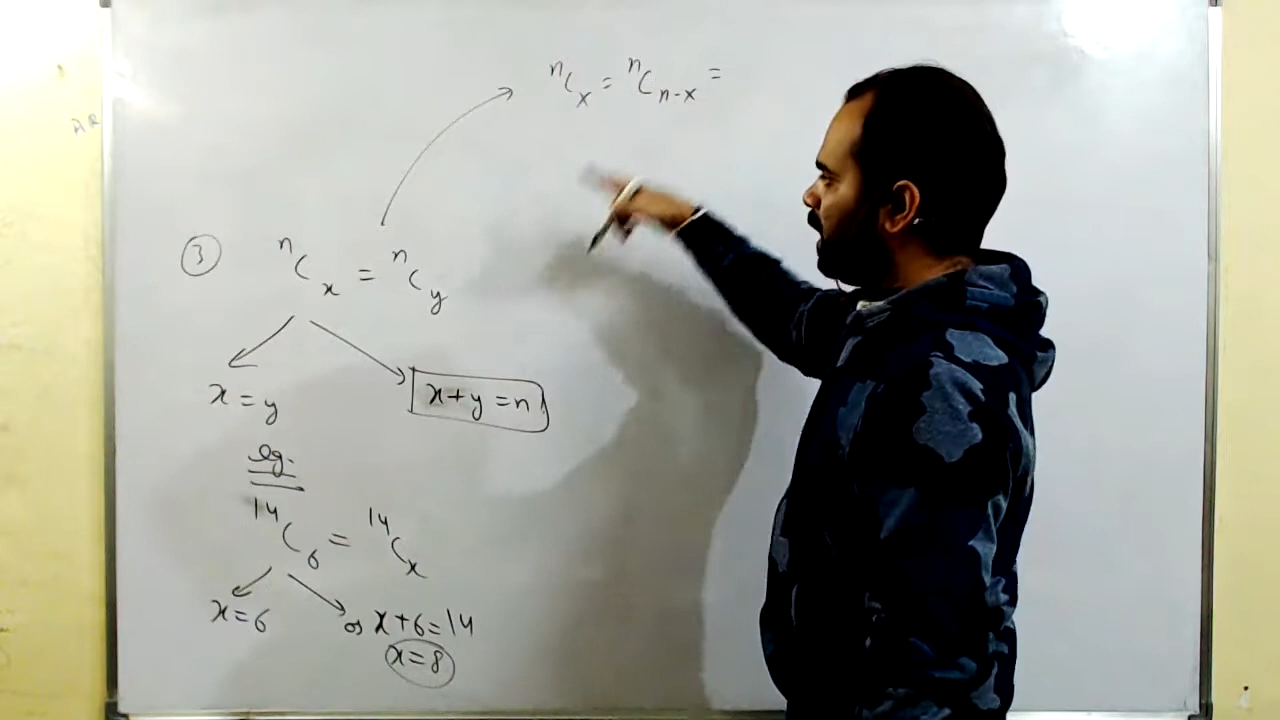 ⁿCₓ = ⁿCₙ₋ₓ =
③ ⁿCₓ = ⁿCᵧ
x = y
x+y = n
eg.
¹⁴C₆ = ¹⁴Cₓ
x = 6
or x+6=14
x=8